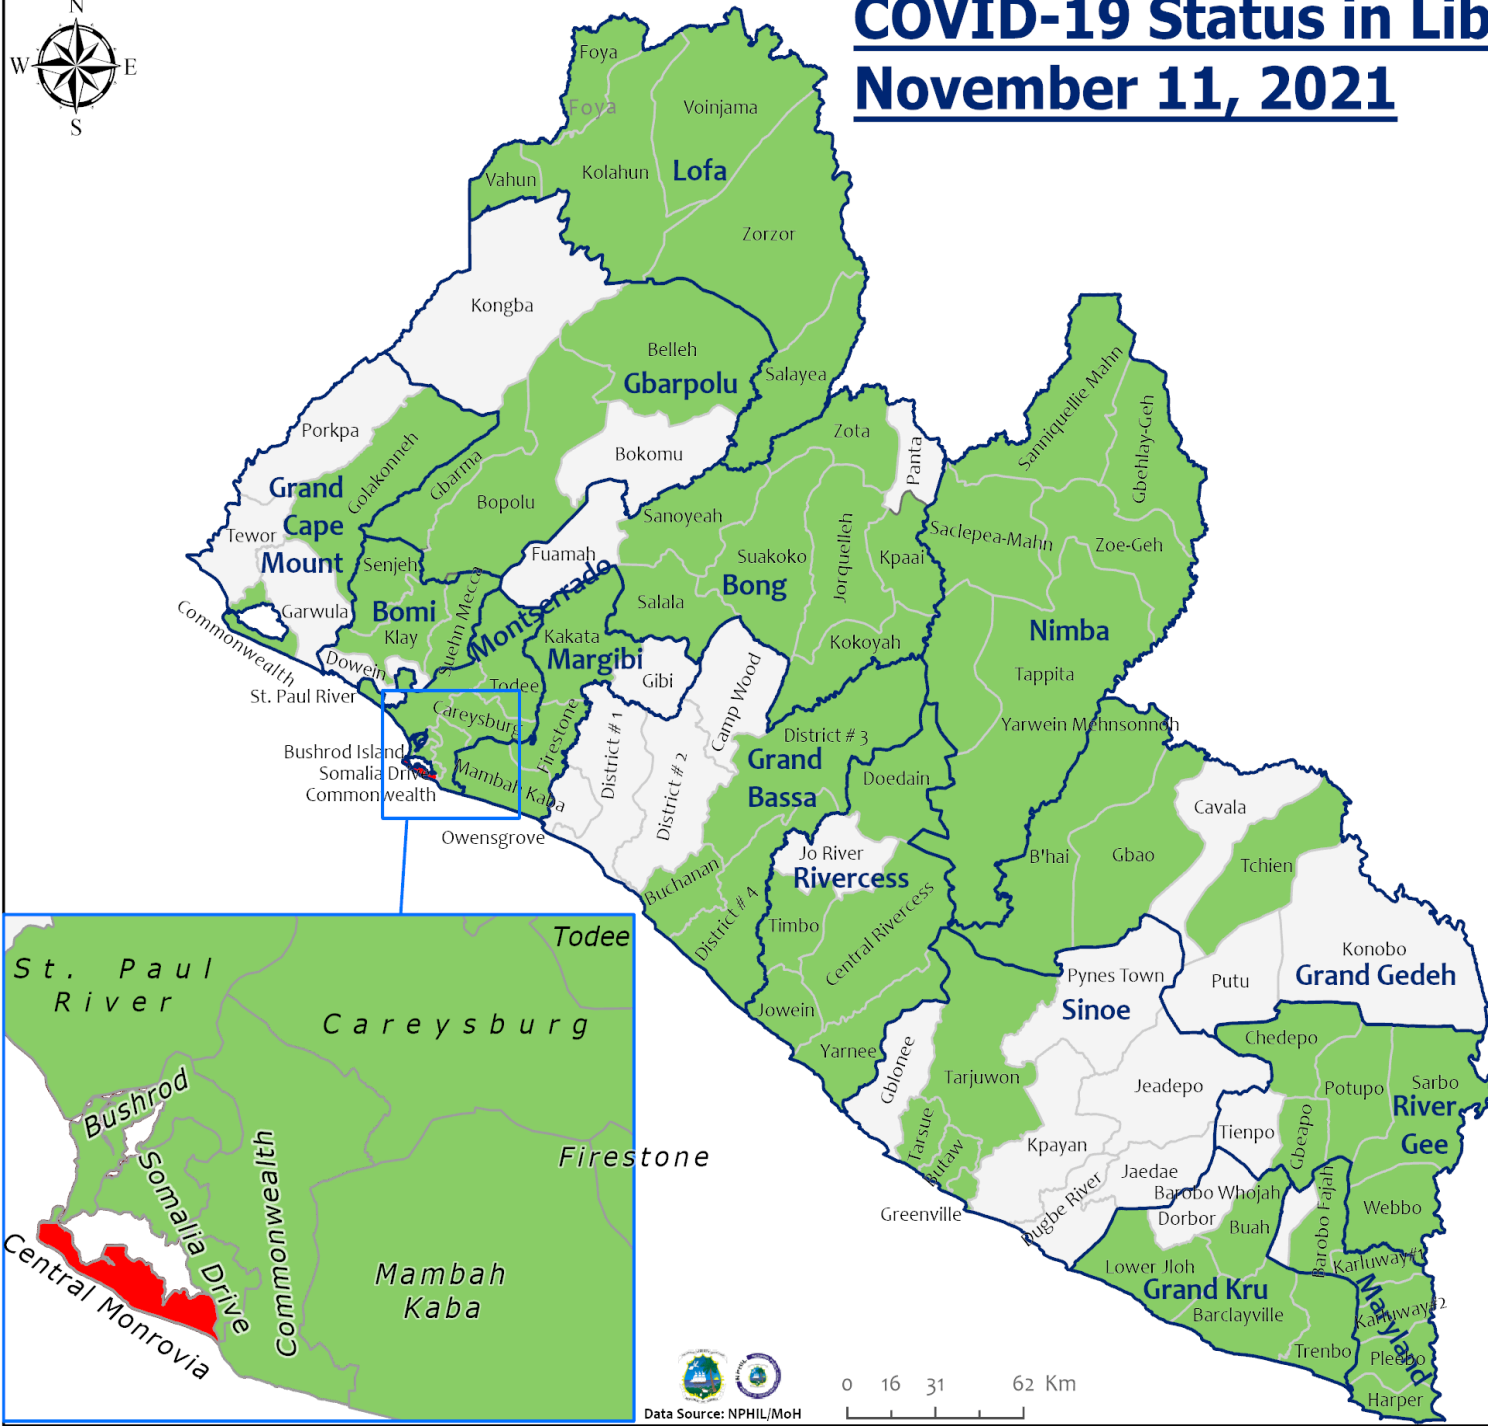 COVID-19 Status in Lib
November 11, 2021
N
W
E
S
Foya
Foya
Voinjama
Kolahun
Lofa
Vahun
Zorzor
Kongba
Belleh
Gbarpolu
Salayea
Porkpa
Golakonneh
Gbarma
Bokomu
Bopolu
Zota
Panta
Sanniquellie Mahn
Gbehlay-Geh
Grand
Cape
Mount
Tewor
Garwula
Commonwealth
Senjeh
Bomi
Klay
Suehn Mecca
Dowein
St. Paul River
Fuamah
Montserrado
Sanoyeah
Suakoko
Bong
Jorquelleh
Kpaai
Salala
Kokoyah
Saclepea-Mahn
Zoe-Geh
Nimba
Tappita
Yarwein Mehnsonnoh
Kakata
Margibi
Gibi
Todee
Careysburg
Firestone
Mambah Kaba
Bushrod Island
Somalia Drive
Commonwealth
Owensgrove
District # 1
District # 2
Camp Wood
District # 3
Grand
Bassa
Doedain
Buchanan
District # 4
Jo River
Rivercess
Timbo
Central Rivercess
Jowein
Yarnee
B'hai
Gbao
Cavala
Tchien
Konobo
Grand Gedeh
Putu
Pynes Town
Sinoe
Gblonee
Tarjuwon
Jeadepo
Tarsue
Butaw
Kpayan
Jaedae
Dugbe River
Greenville
Chedepo
Potupo
Sarbo
River
Gee
Tienpo
Gbeapo
Webbo
Barobo Whojah
Dorbor
Buah
Barobo Fajah
Lower Jloh
Grand Kru
Barclayville
Trenbo
Karluway#1
Karluway#2
Maryland
Pleebo
Harper
Todee
St. Paul
River
Careysburg
Bushrod
Somalia Drive
Commonwealth
Firestone
Mambah
Kaba
Central Monrovia
Data Source: NPHIL/MoH
0 16 31 62 Km